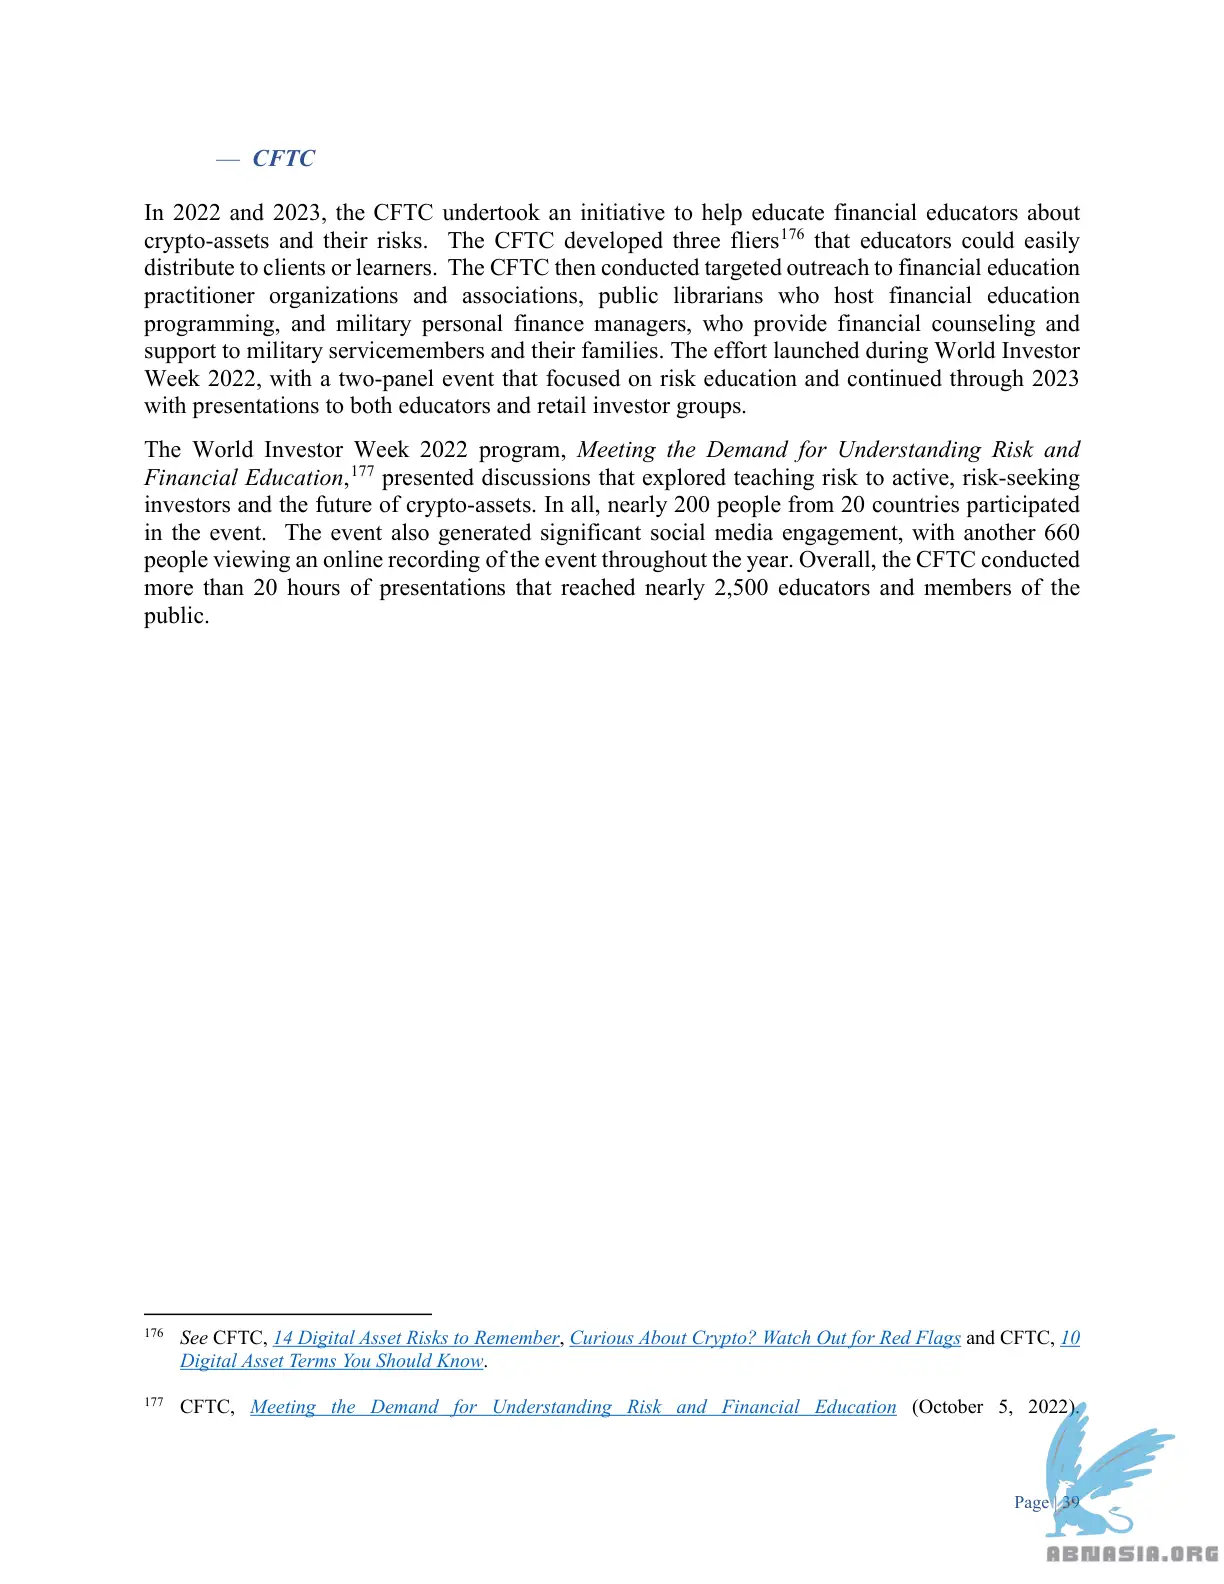 — CFTC
In 2022 and 2023, the CFTC undertook an initiative to help educate financial educators about
crypto-assets and their risks.  The CFTC developed three fliers176 that educators could easily
distribute to clients or learners.  The CFTC then conducted targeted outreach to financial education
practitioner organizations and associations, public librarians who host financial education
programming, and military personal finance managers, who provide financial counseling and
support to military servicemembers and their families. The effort launched during World Investor
Week 2022, with a two-panel event that focused on risk education and continued through 2023
with presentations to both educators and retail investor groups.
The World Investor Week 2022 program, Meeting the Demand for Understanding Risk and
Financial Education,177 presented discussions that explored teaching risk to active, risk-seeking
investors and the future of crypto-assets. In all, nearly 200 people from 20 countries participated
in the event.  The event also generated significant social media engagement, with another 660
people viewing an online recording of the event throughout the year. Overall, the CFTC conducted
more than 20 hours of presentations that reached nearly 2,500 educators and members of the
public.
176 See CFTC, 14 Digital Asset Risks to Remember, Curious About Crypto? Watch Out for Red Flags and CFTC, 10
Digital Asset Terms You Should Know.
177 CFTC, Meeting the Demand for Understanding Risk and Financial Education (October 5, 2022).
Page | 39
ABNASIA.ORG